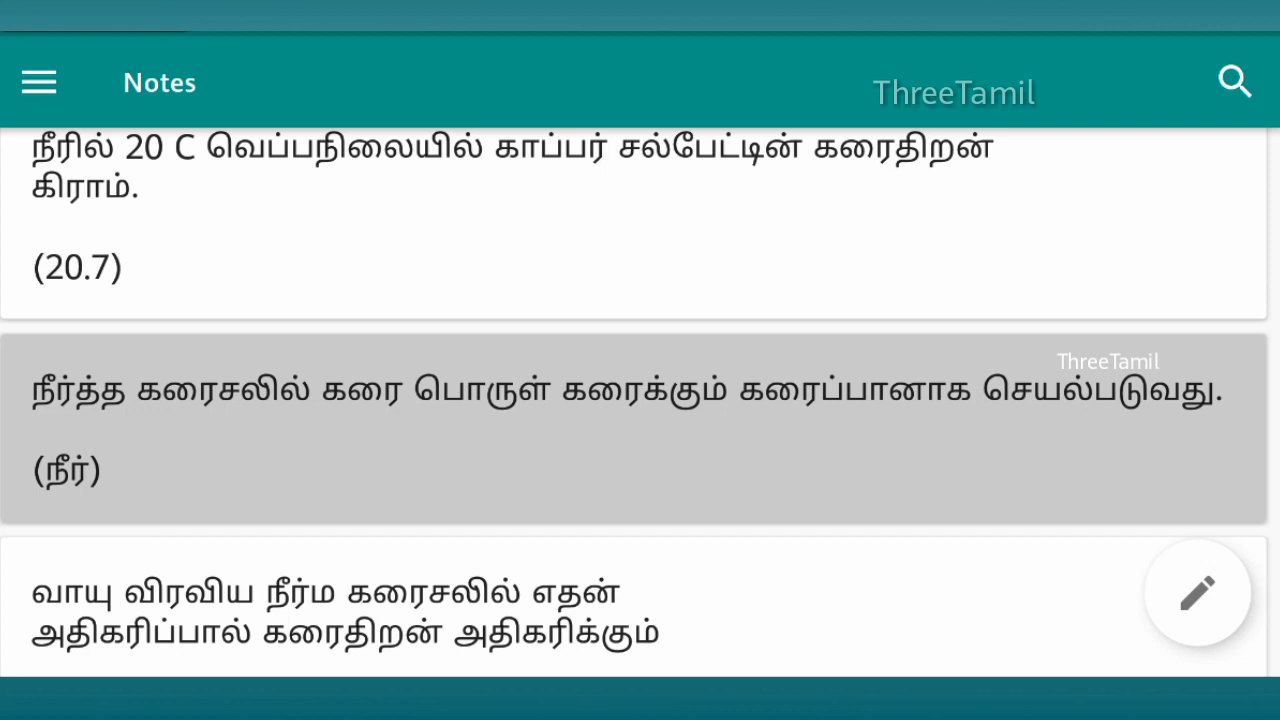 Notes
ThreeTamil
நீரில் 20 C வெப்பநிலையில் காப்பர் சல்பேட்டின் கரைதிறன்
கிராம்.
(20.7)
ThreeTamil
நீர்த்த கரைசலில் கரை பொருள் கரைக்கும் கரைப்பானாக செயல்படுவது.
(நீர்)
வாயு விரவிய நீர்ம கரைசலில் எதன்
அதிகரிப்பால் கரைதிறன் அதிகரிக்கும்